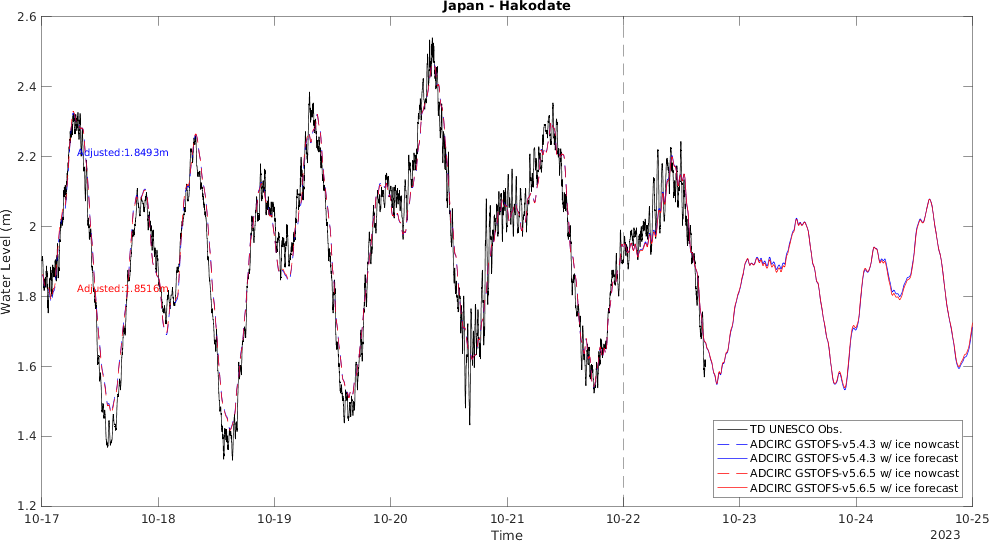 Japan - Hakodate
2.6
2.4
2.2
2
1.8
1.6
1.4
1.2
Water Level (m)
Adjusted:1.8493m
Adjusted:1.8516m
TD UNESCO Obs.
ADCIRC GSTOFS-v5.4.3 w/ ice nowcast
ADCIRC GSTOFS-v5.4.3 w/ ice forecast
ADCIRC GSTOFS-v5.6.5 w/ ice nowcast
ADCIRC GSTOFS-v5.6.5 w/ ice forecast
10-17 10-18 10-19 10-20 10-21 10-22 10-23 10-24 10-25
Time
2023